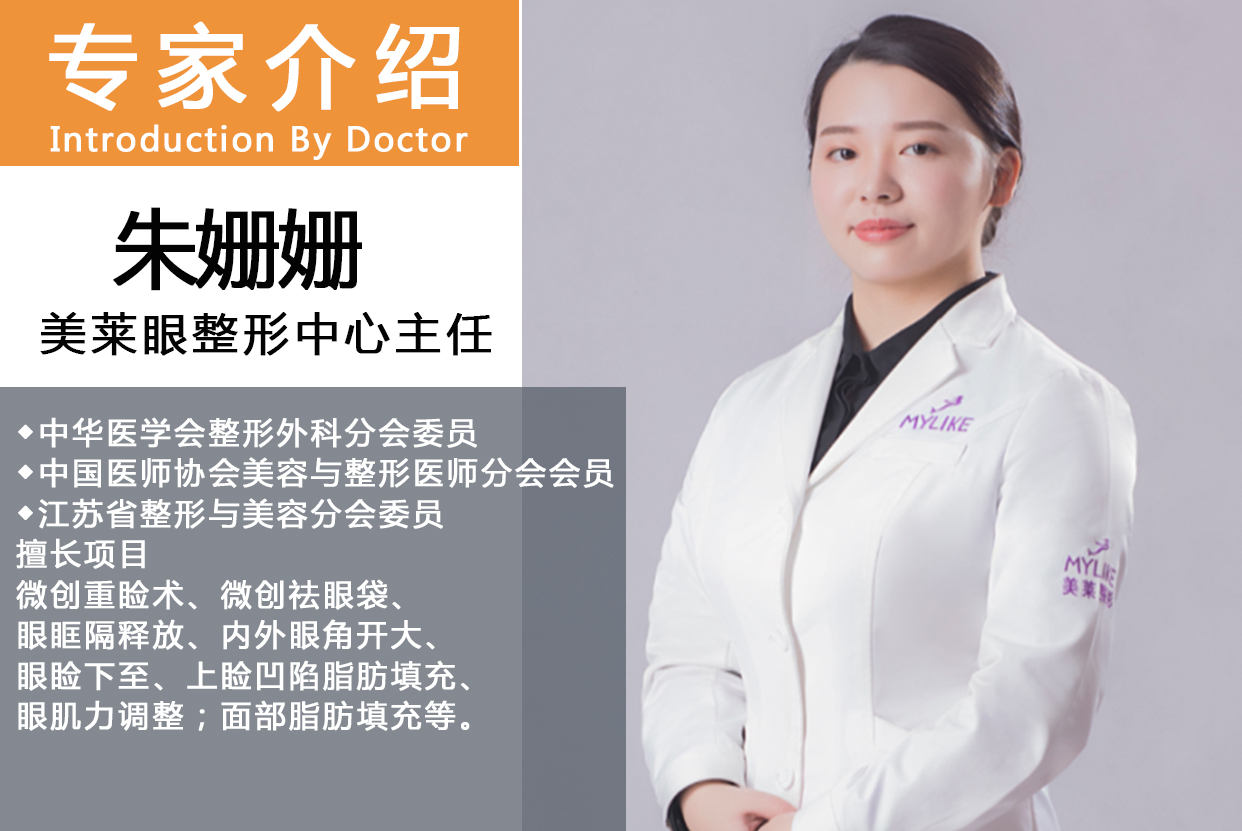 专家介绍
Introduction By Doctor
朱姗姗
美莱眼整形中心主任
◆中华医学会整形外科分会委员
◆中国医师协会美容与整形医师分会会员
◆江苏省整形与美容分会委员
擅长项目
微创重睑术、微创祛眼袋、
眼眶隔释放、内外眼角开大、
眼睑下至、上睑凹陷脂肪填充、
眼肌力调整；面部脂肪填充等。
MYLIKE
MYLIKE
美莱